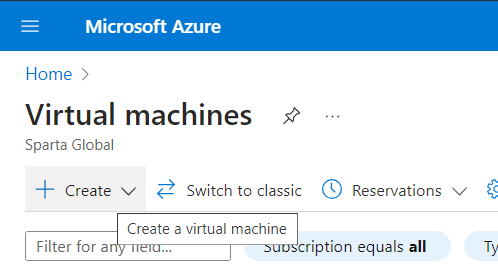 Microsoft Azure
Home
Virtual machines
Sparta Global
Create Switch to classic Reservations
Create a virtual machine
Filter for any field... Subscription equals all Ty